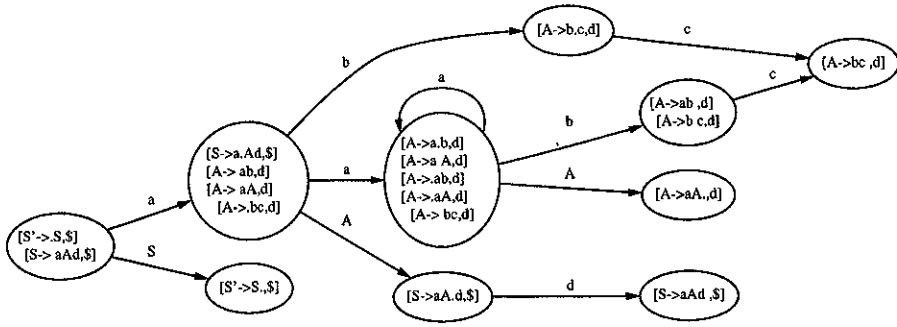 [A->b.c,d]
c
[A->bc ,d]
b
a
c
[A->ab ,d]
[A->b c,d]
[S->a.Ad,$]
[A-> ab,d]
[A-> aA,d]
[A->.bc,d]
a
[A->a.b,d]
[A->a A,d]
[A->.ab,d]
[A->.aA,d]
[A-> bc,d]
b
A
[A->aA.,d]
a
A
[S'->.S,$]
[S-> aAd,$]
S
[S'->S.,$]
[S->aA.d,$]
d
[S->aAd ,$]